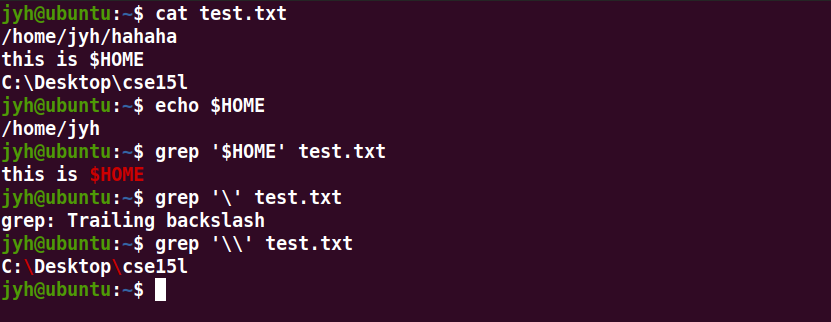 jyh@ubuntu:~$ cat test.txt
/home/jyh/hahaha
this is $HOME
C:\Desktop\cse15l
jyh@ubuntu:~$ echo $HOME
/home/jyh
jyh@ubuntu:~$ grep '$HOME' test.txt
this is $HOME
jyh@ubuntu:~$ grep '\' test.txt
grep: Trailing backslash
jyh@ubuntu:~$ grep '\\' test.txt
C:\Desktop\cse15l
jyh@ubuntu:~$